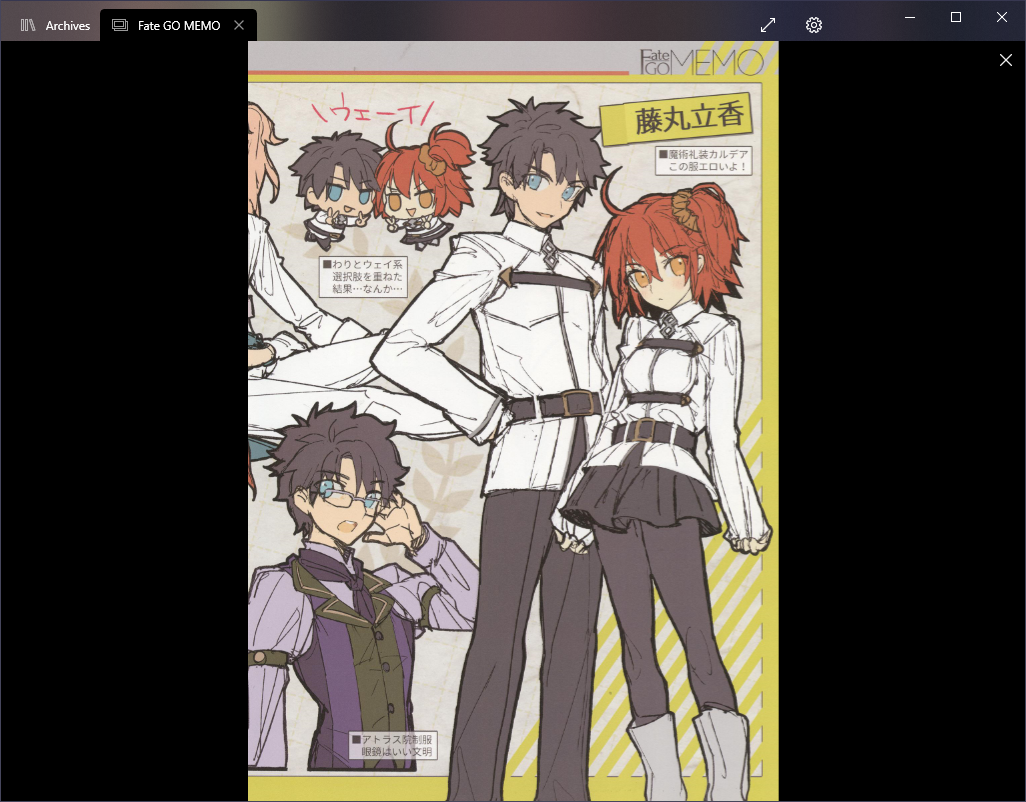 Archives
Fate GO MEMO
Fate
GO MEMO
\ウェーイ/
藤丸立香
■魔術礼装カルデア
この服エロいよ！
■わりとウェイ系
選択肢を重ねた
結果…なんか…
■アトラス院制服
眼鏡はいい文明